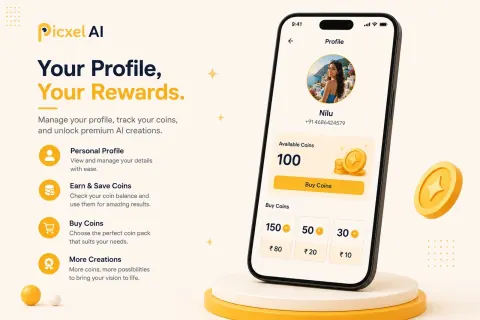 Picxel AI
Your Profile,
Your Rewards.
Manage your profile, track your coins,
and unlock premium AI creations.
Personal Profile
View and manage your details
with ease.
Earn & Save Coins
Check your coin balance and
use them for amazing results.
Buy Coins
Choose the perfect coin pack
that suits your needs.
More Creations
More coins, more possibilities
to bring your vision to life.
9:41
Profile
Nilu
+91 4686424579
Available Coins
100
Buy Coins
Buy Coins
150 50 30
₹ 80 ₹ 20 ₹ 10